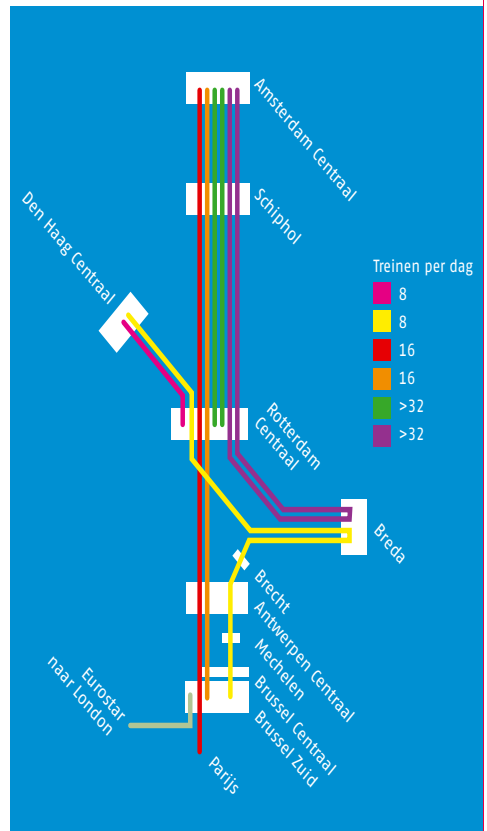 Amsterdam Centraal
Schiphol
Den Haag Centraal
Treinen per dag
8
8
16
16
>32
>32
Rotterdam
Centraal
Breda
Brecht
Antwerpen Centraal
Mechelen
Brussel Centraal
Brussel Zuid
Eurostar
naar London
Parijs